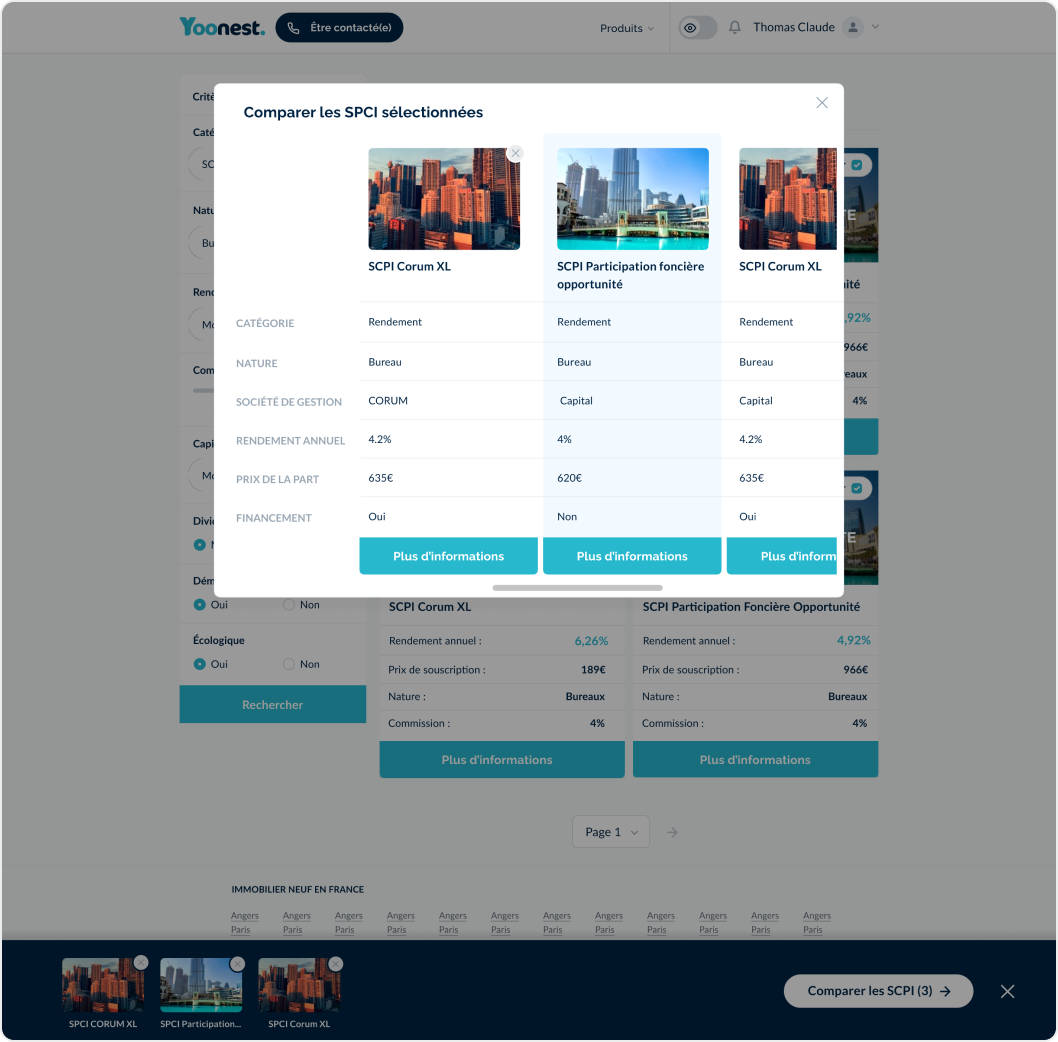 Yoonest.
Être contacté(e)
Produits
Thomas Claude
Comparer les SPCI sélectionnées
SCPI Corum XL
SCPI Participation foncière
opportunité
SCPI Corum XL
CATÉGORIE
Rendement
Rendement
Rendement
NATURE
Bureau
Bureau
Bureau
SOCIÉTÉ DE GESTION
CORUM
Capital
Capital
RENDEMENT ANNUEL
4.2%
4%
4.2%
PRIX DE LA PART
635€
620€
635€
FINANCEMENT
Oui
Non
Oui
Plus d'informations
Plus d'informations
Plus d'inform
Critè
Caté
SC
Natu
Bu
Rend
Mo
Com
Capi
Mo
Divi
Dém
Oui
Non
Écologique
Oui
Non
Rechercher
TE
ité
,92%
966€
eaux
4%
TE
SCPI Corum XL
Rendement annuel :
6,26%
Prix de souscription :
189€
Nature :
Bureaux
Commission :
4%
Plus d'informations
SCPI Participation Foncière Opportunité
Rendement annuel :
4,92%
Prix de souscription :
966€
Nature :
Bureaux
Commission :
4%
Plus d'informations
Page 1
IMMOBILIER NEUF EN FRANCE
Angers Angers Angers Angers Angers Angers Angers Angers Angers Angers Angers Angers
Paris Paris Paris Paris Paris Paris Paris Paris Paris Paris Paris Paris
SPCI CORUM XL
SPCI Participation...
SPCI Corum XL
Comparer les SCPI (3)